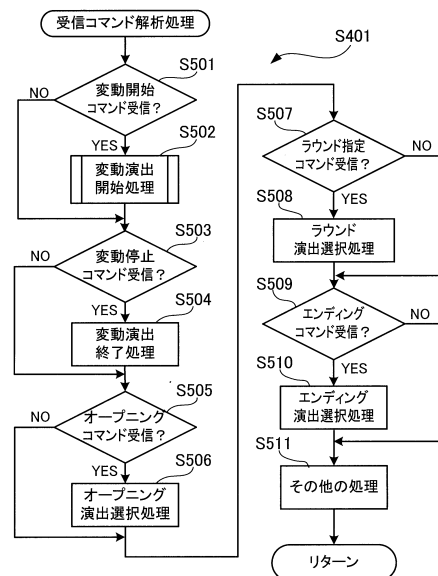 受信コマンド解析処理
S401
S501
変動開始
コマンド受信？
NO
YES
S502
変動演出
開始処理
S503
変動停止
コマンド受信？
NO
YES
S504
変動演出
終了処理
S505
オープニング
コマンド受信？
NO
YES
S506
オープニング
演出選択処理
S507
ラウンド指定
コマンド受信？
NO
YES
S508
ラウンド
演出選択処理
S509
エンディング
コマンド受信？
NO
YES
S510
エンディング
演出選択処理
S511
その他の処理
リターン